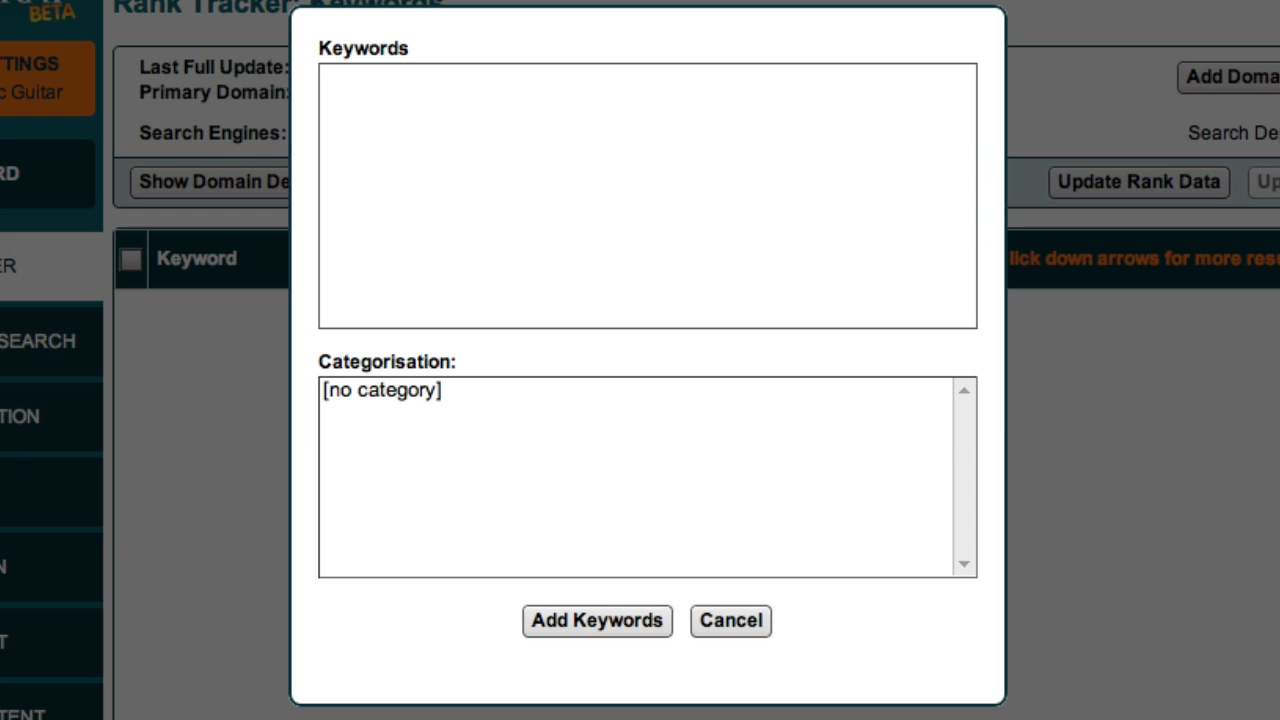 BETA
Rank Tracker: Keywords
TTINGS
c Guitar
RD
ER
SEARCH
TION
N
T
TENT
Last Full Update:
Primary Domain:
Search Engines:
Add Doma
Search De
Show Domain De
Update Rank Data
Up
Keyword
lick down arrows for more resu
Keywords
Categorisation:
[no category]
Add Keywords
Cancel